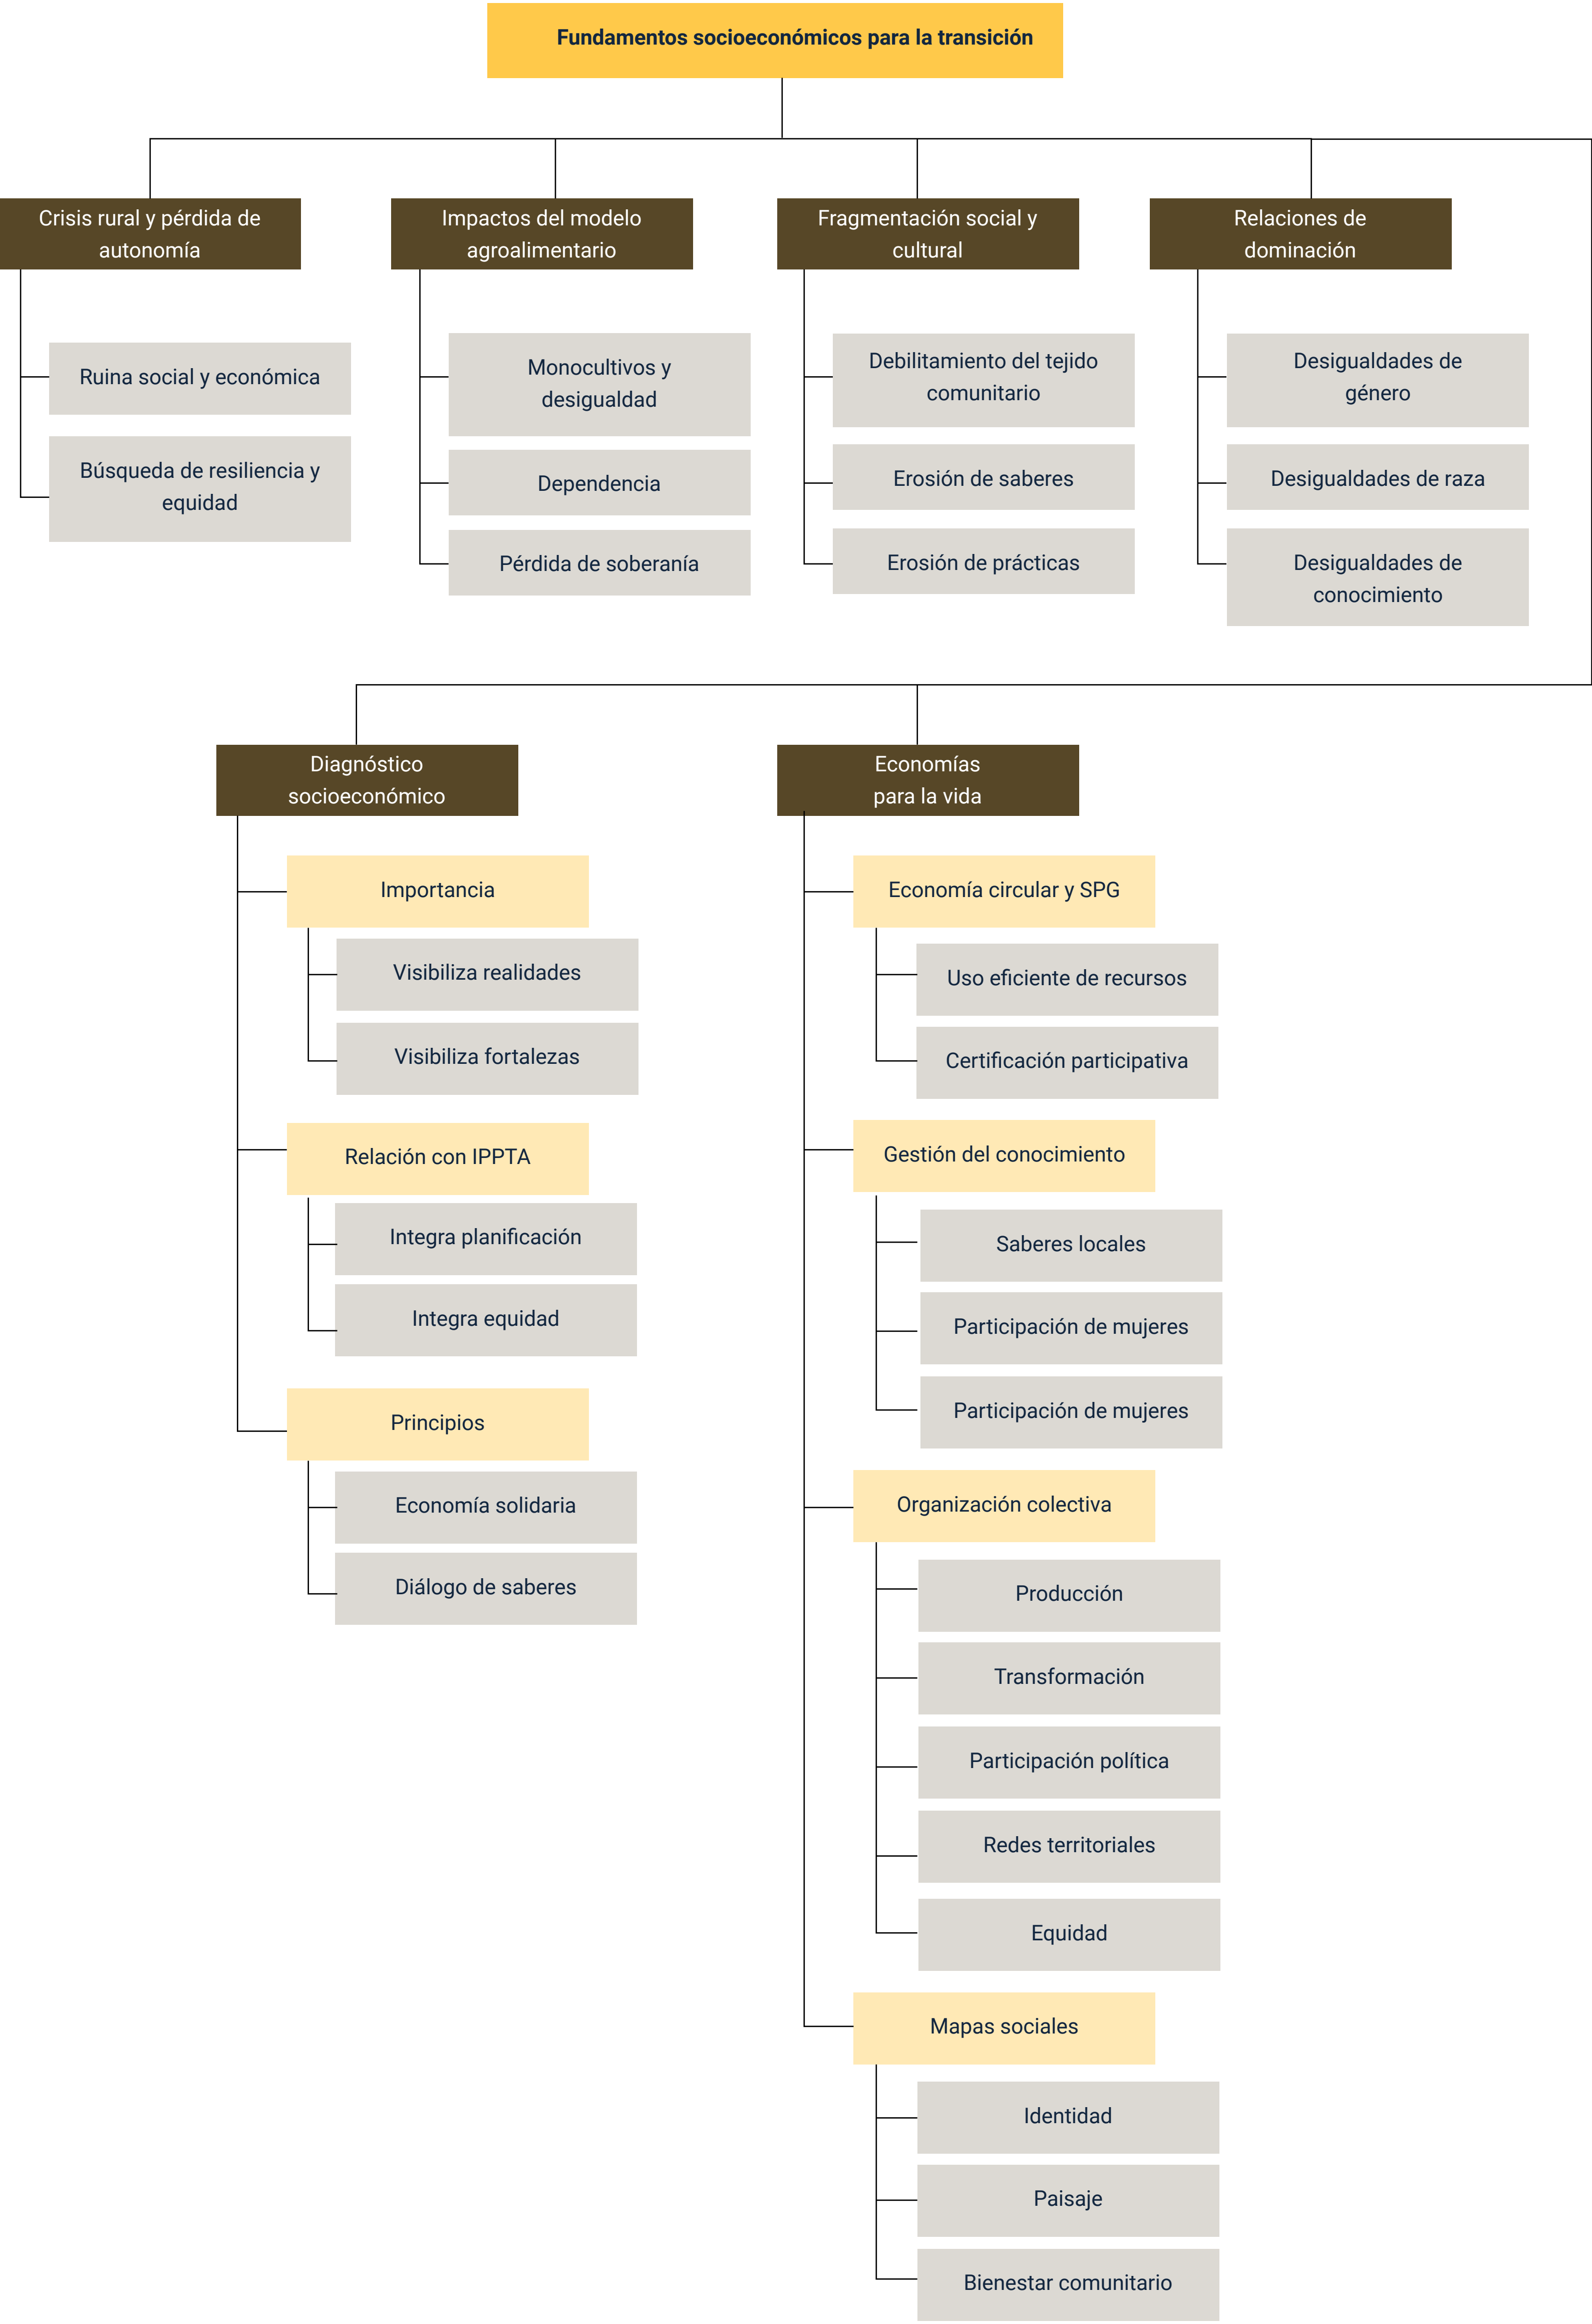 Fundamentos socioeconómicos para la transición
Crisis rural y pérdida de
autonomía
Ruina social y económica
Búsqueda de resiliencia y
equidad
Impactos del modelo
agroalimentario
Monocultivos y
desigualdad
Dependencia
Pérdida de soberanía
Fragmentación social y
cultural
Debilitamiento del tejido
comunitario
Erosión de saberes
Erosión de prácticas
Relaciones de
dominación
Desigualdades de
género
Desigualdades de raza
Desigualdades de
conocimiento
Diagnóstico
socioeconómico
Importancia
Visibiliza realidades
Visibiliza fortalezas
Relación con IPPTA
Integra planificación
Integra equidad
Principios
Economía solidaria
Diálogo de saberes
Economías
para la vida
Economía circular y SPG
Uso eficiente de recursos
Certificación participativa
Gestión del conocimiento
Saberes locales
Participación de mujeres
Participación de mujeres
Organización colectiva
Producción
Transformación
Participación política
Redes territoriales
Equidad
Mapas sociales
Identidad
Paisaje
Bienestar comunitario